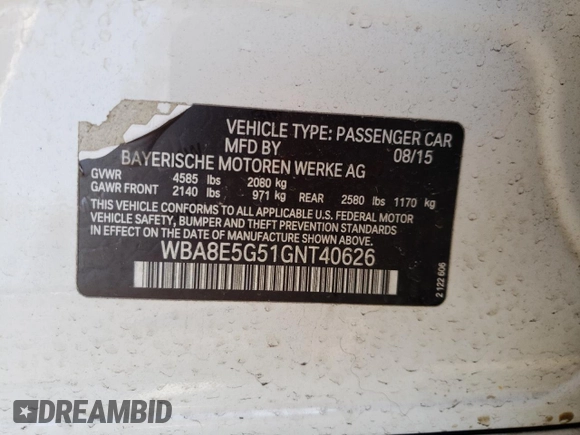 VEHICLE TYPE: PASSENGER CAR
MFD BY 08/15
BAYERISCHE MOTOREN WERKE AG
GVWR 4585 lbs 2080 kg
GAWR FRONT 2140 lbs 971 kg REAR 2580 lbs 1170 kg
THIS VEHICLE CONFORMS TO ALL APPLICABLE U.S. FEDERAL MOTOR
VEHICLE SAFETY, BUMPER AND THEFT PREVENTION STANDARDS
IN EFFECT ON THE DATE OF MANUFACTURE SHOWN ABOVE.
WBA8E5G51GNT40626
2 122 606
DREAMBID